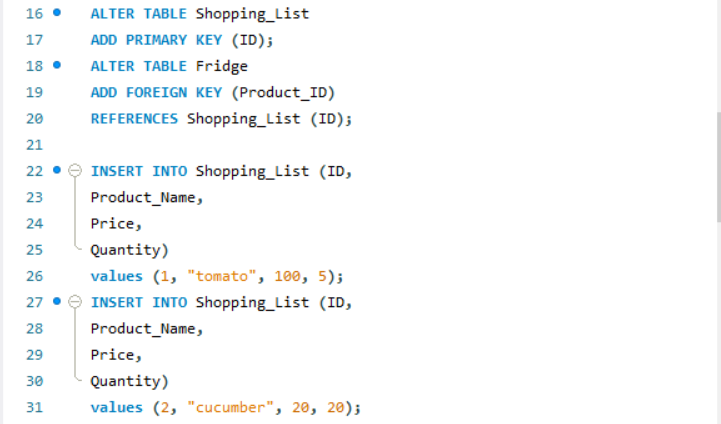 16 ALTER TABLE Shopping_List
17 ADD PRIMARY KEY (ID);
18 ALTER TABLE Fridge
19 ADD FOREIGN KEY (Product_ID)
20 REFERENCES Shopping_List (ID);
21
22 INSERT INTO Shopping_List (ID,
23 Product_Name,
24 Price,
25 Quantity)
26 values (1, "tomato", 100, 5);
27 INSERT INTO Shopping_List (ID,
28 Product_Name,
29 Price,
30 Quantity)
31 values (2, "cucumber", 20, 20);